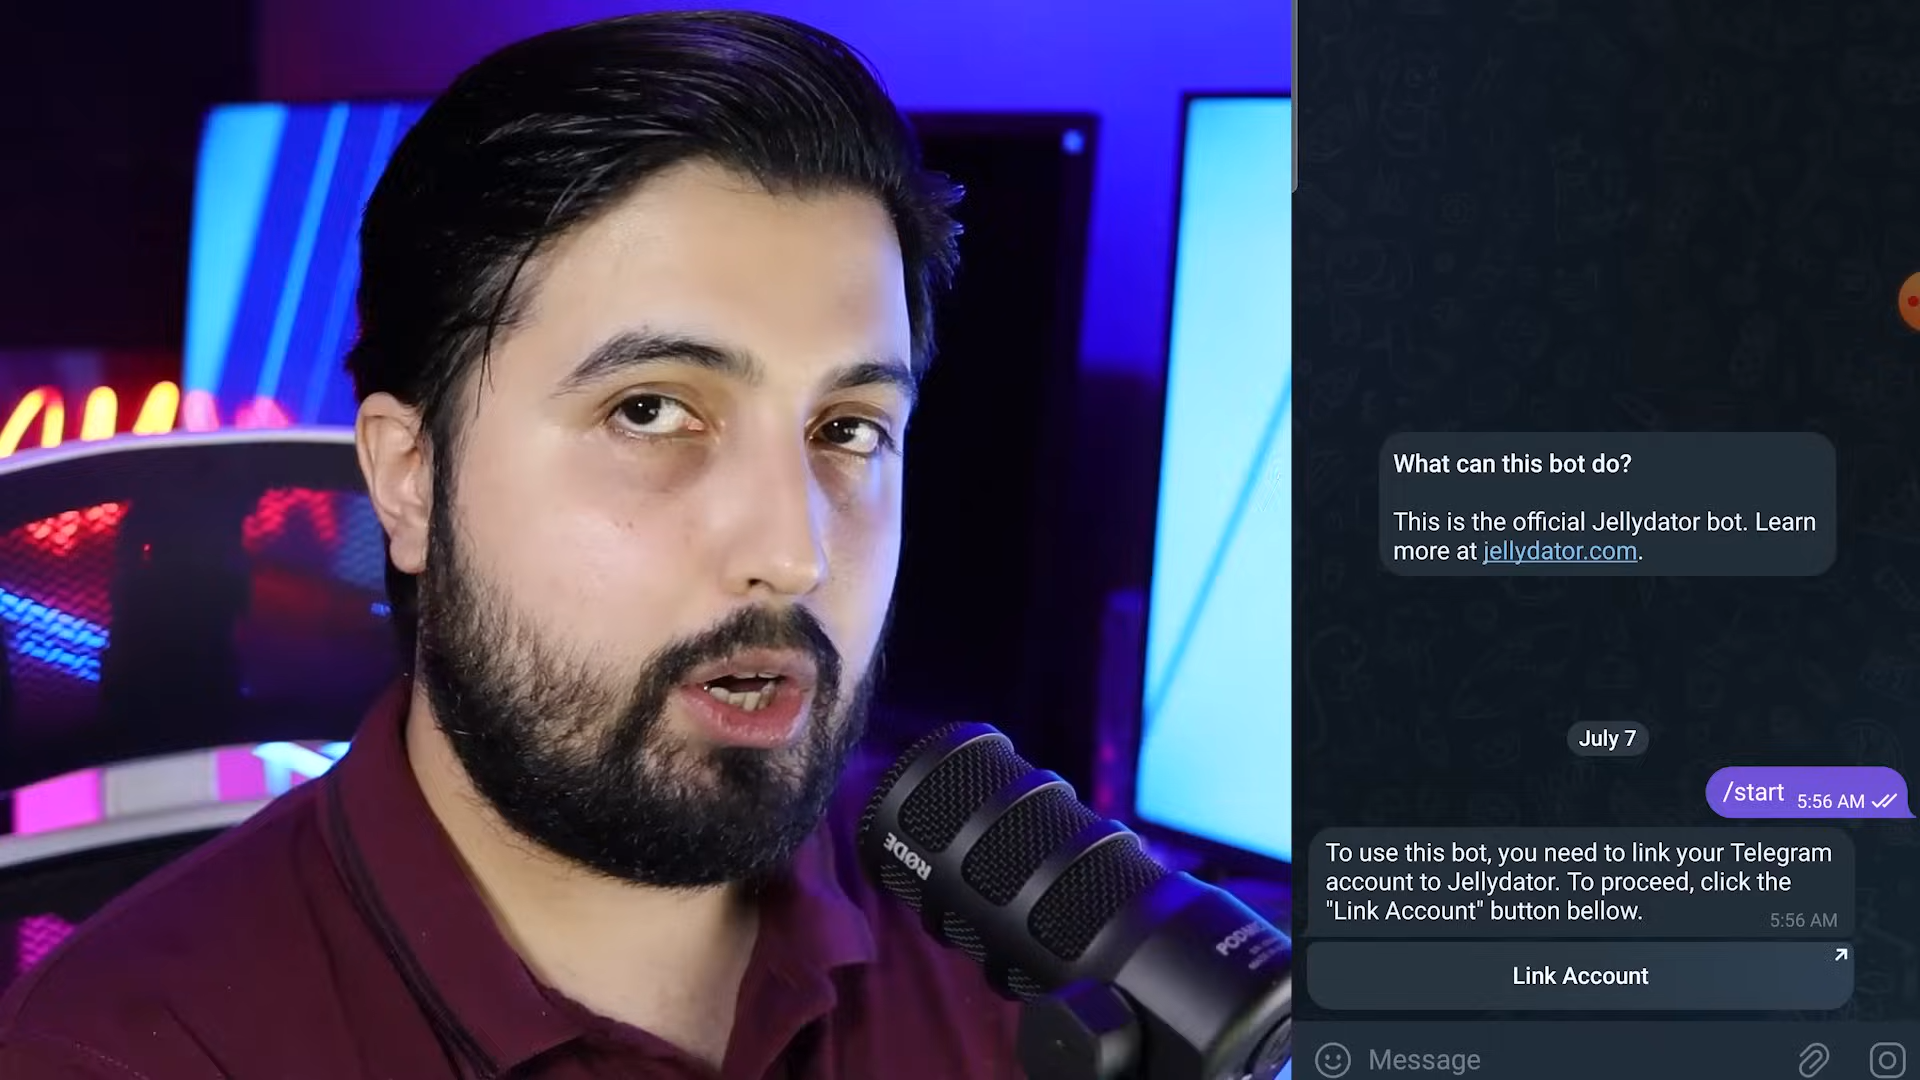 RØDE
What can this bot do?
This is the official Jellydator bot. Learn
more at jellydator.com.
July 7
/start 5:56 AM
To use this bot, you need to link your Telegram
account to Jellydator. To proceed, click the
"Link Account" button bellow.
5:56 AM
Link Account
Message